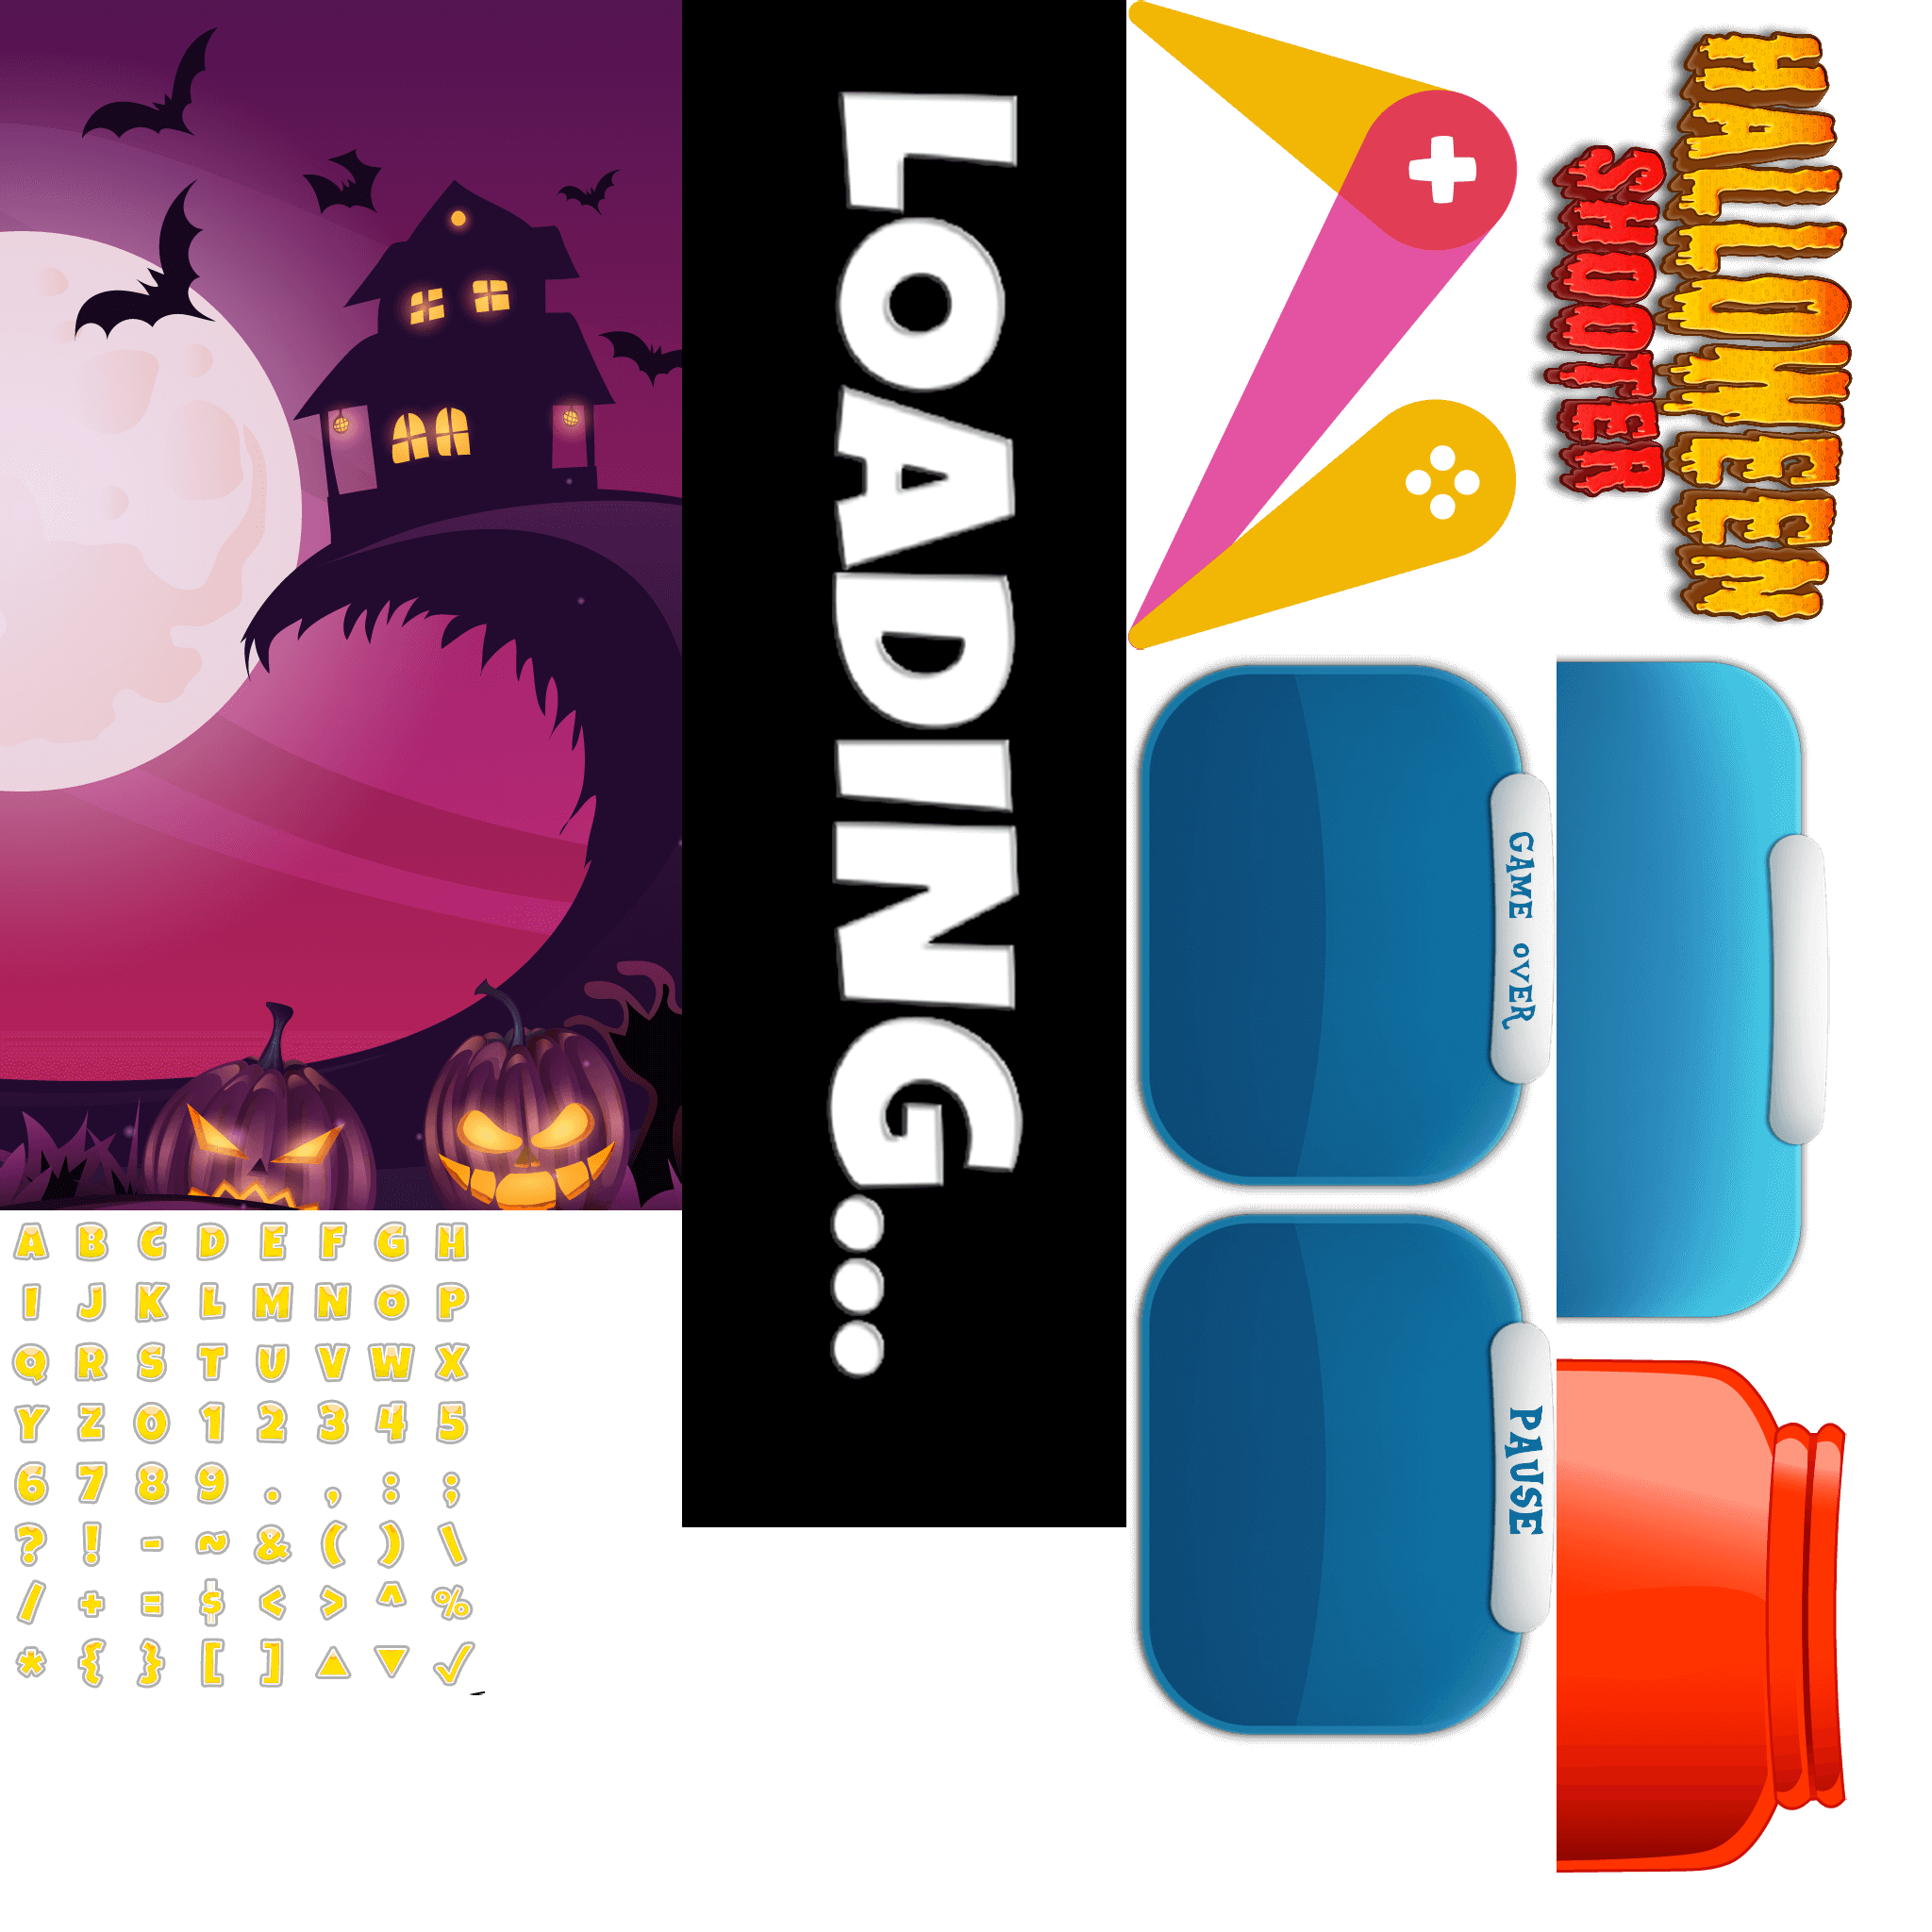 LOADING...
HALLOWEEN
SHOOTER
GAME OVER
PAUSE
A B C D E F G H
I J K L M N O P
Q R S T U V W X
Y Z 0 1 2 3 4 5
6 7 8 9 . , : ;
? ! - ~ & ( ) \
/ + = $ < > ^ %
* { } [ ] ▲ ▼ ✓